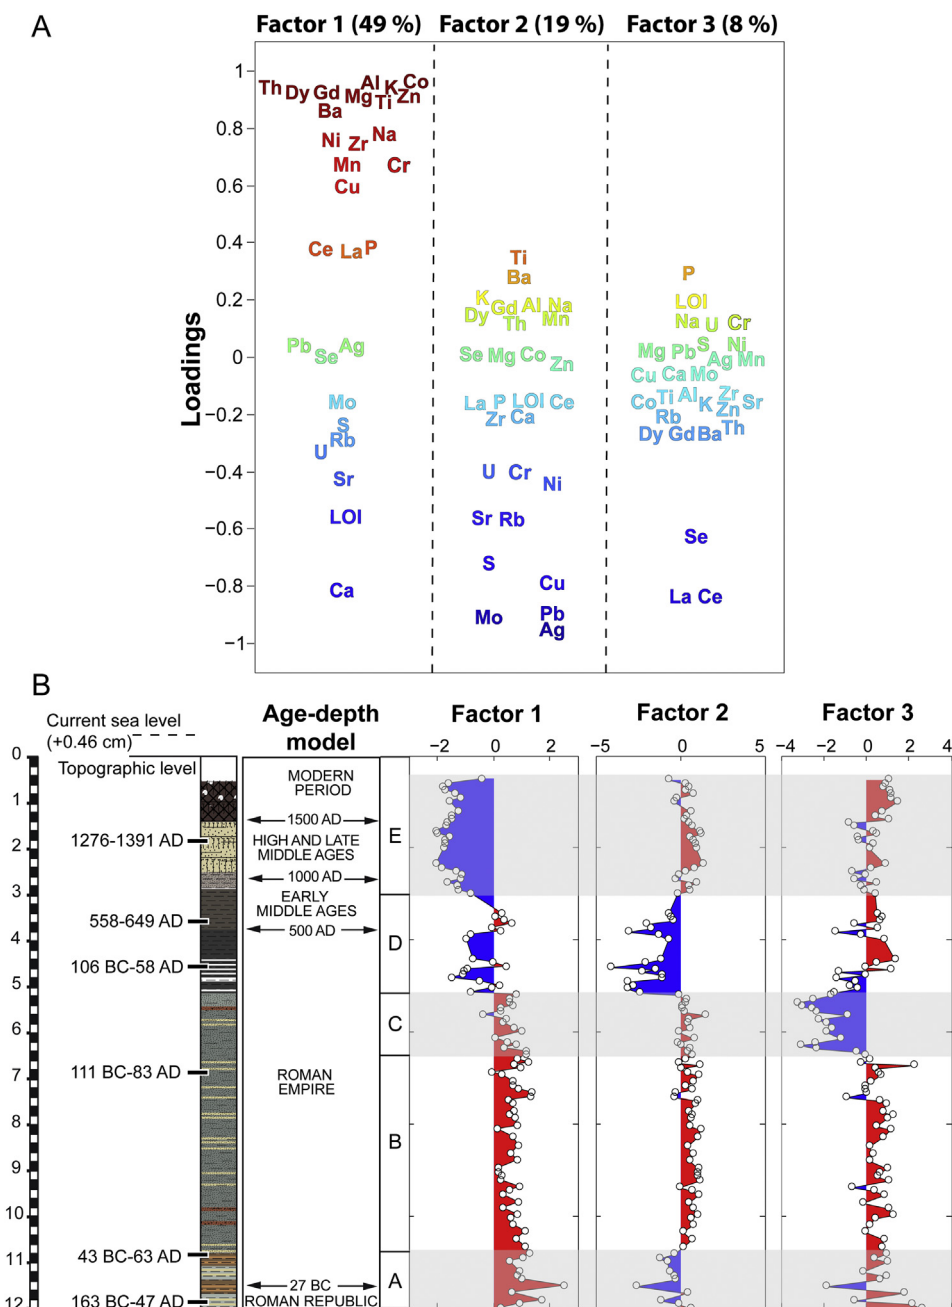 A
Factor 1 (49 %) Factor 2 (19 %) Factor 3 (8 %)
Loadings
1
0.8
0.6
0.4
0.2
0
−0.2
−0.4
−0.6
−0.8
−1
Th Dy Gd Mg Al K Co
Ba Ti Zn
Ni Zr Na
Mn Cr
Cu
Ce La P
Pb Se Ag
Mo
S
Rb
U
Sr
LOI
Ca
Ti
Ba
K Gd Al Na
Dy Th Mn
Se Mg Co Zn
La P LOI Ce
Zr Ca
U Cr Ni
Sr Rb
S
Cu
Mo Pb
Ag
P
LOI
Na U Cr
Mg Pb S Ni
Ag Mn
Cu Ca Mo
Co Ti Al K Zr Zn Sr
Rb
Dy Gd Ba Th
Se
La Ce
B
Current sea level
(+0.46 cm)
Topographic level
Age-depth
model
Factor 1 Factor 2 Factor 3
−2 0 2 −5 0 5 −4 −2 0 2 4
0
1
2
3
4
5
6
7
8
9
10
11
12
1276-1391 AD
558-649 AD
106 BC-58 AD
111 BC-83 AD
43 BC-63 AD
163 BC-47 AD
MODERN
PERIOD
1500 AD
HIGH AND LATE
MIDDLE AGES
1000 AD
EARLY
MIDDLE AGES
500 AD
ROMAN
EMPIRE
27 BC
ROMAN REPUBLIC
E
D
C
B
A